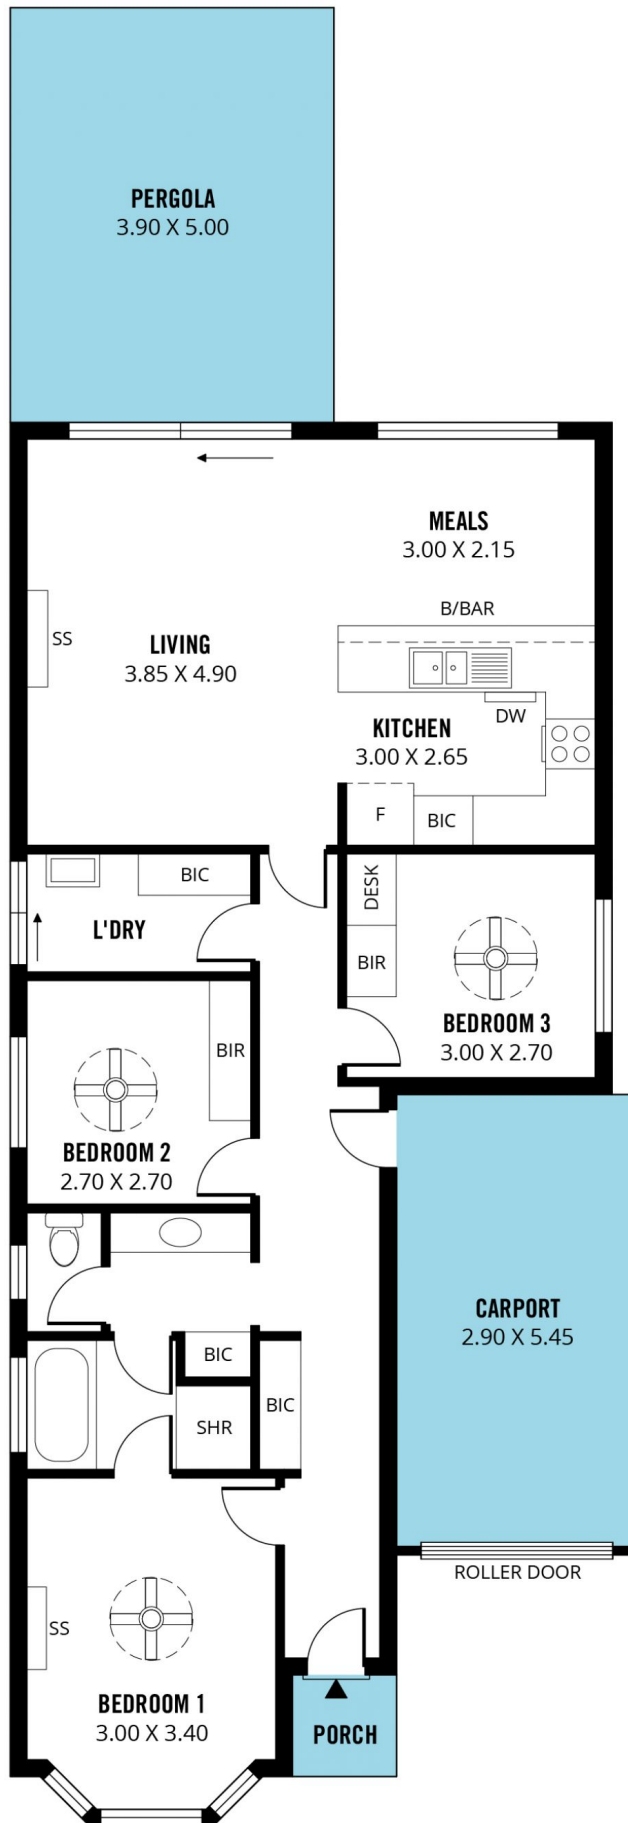 PERGOLA
3.90 X 5.00
MEALS
3.00 X 2.15
B/BAR
SS
LIVING
3.85 X 4.90
DW
KITCHEN
3.00 X 2.65
F
BIC
BIC
L'DRY
DESK
BIR
BEDROOM 3
3.00 X 2.70
BIR
BEDROOM 2
2.70 X 2.70
CARPORT
2.90 X 5.45
BIC
BIC
SHR
ROLLER DOOR
SS
BEDROOM 1
3.00 X 3.40
PORCH